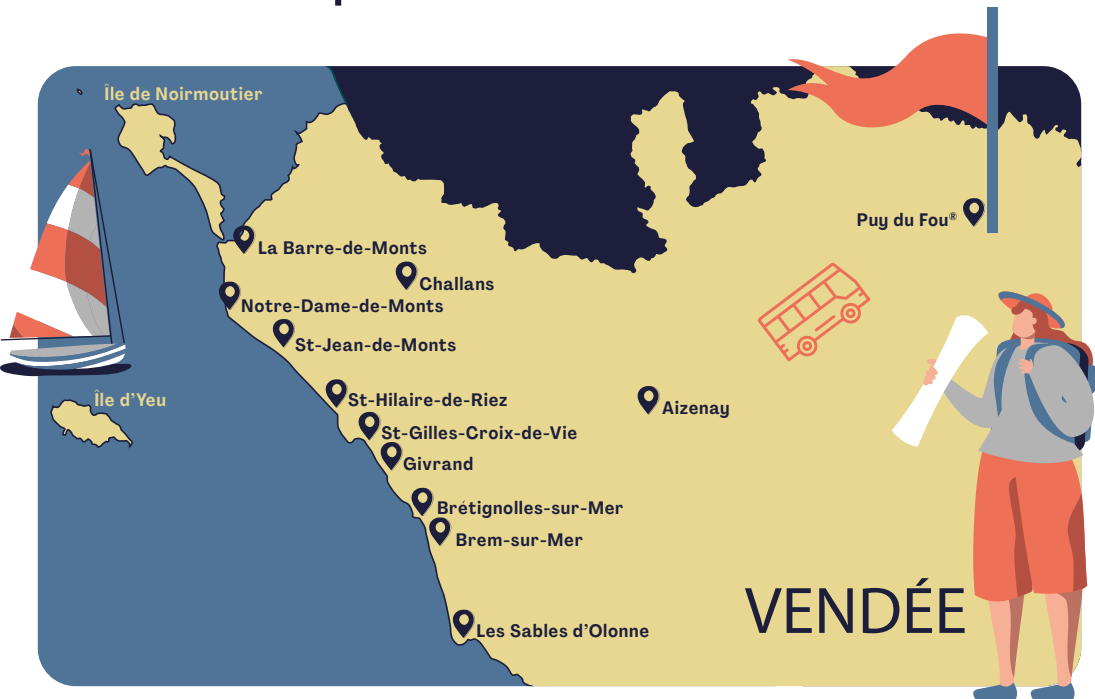 Île de Noirmoutier
Puy du Fou®
La Barre-de-Monts
Challans
Notre-Dame-de-Monts
St-Jean-de-Monts
Île d'Yeu
St-Hilaire-de-Riez
Aizenay
St-Gilles-Croix-de-Vie
Givrand
Brétignolles-sur-Mer
Brem-sur-Mer
VENDÉE
Les Sables d'Olonne